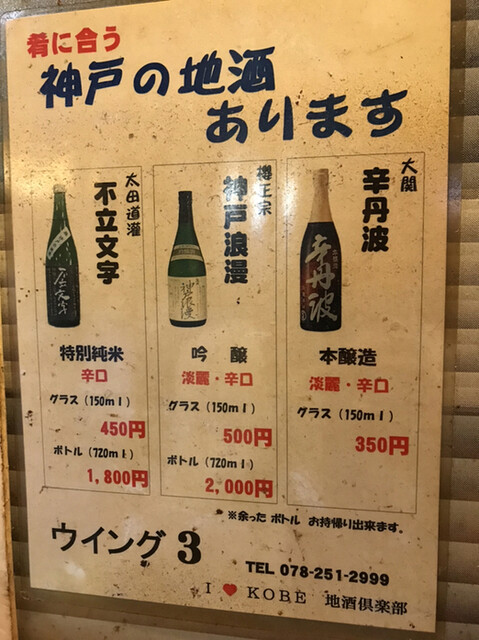 肴に合う
神戸の地酒
あります
太田道灌
不立文字
特別純米
辛口
グラス(150ml)
450円
ボトル(720ml)
1,800円
樽正宗
神戸浪漫
吟 醸
淡麗・辛口
グラス(150ml)
500円
ボトル(720ml)
2,000円
大関
辛丹波
辛丹波
本醸造
淡麗・辛口
グラス(150ml)
350円
※余った ボトル お持帰り出来ます。
ウイング 3
TEL 078-251-2999
I ♥ KOBE 地酒倶楽部